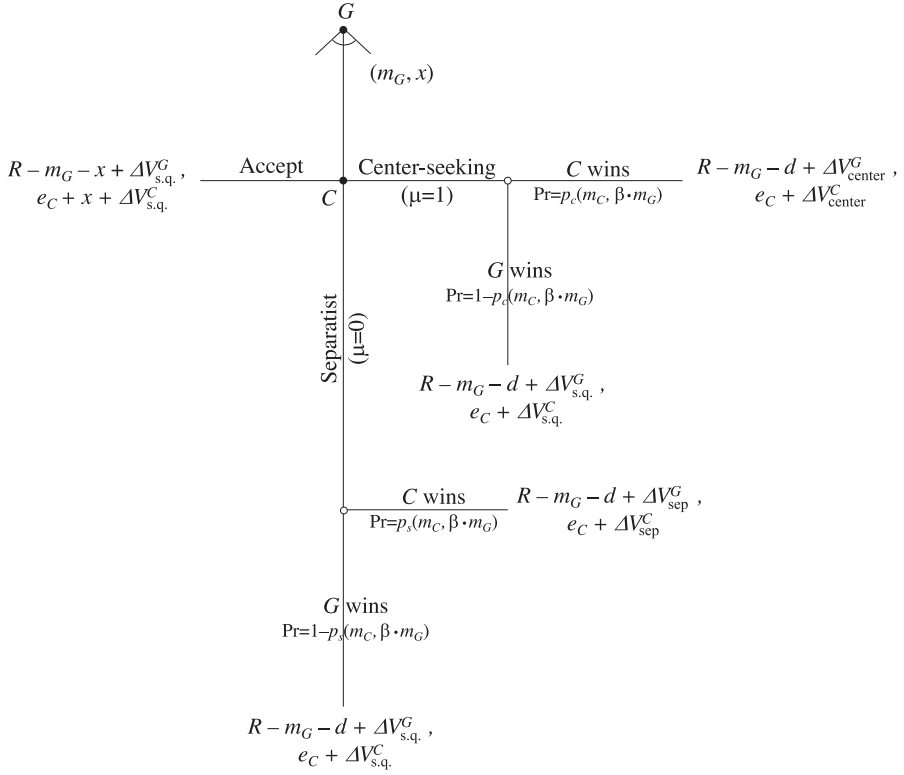 G
(m_G, x)
R – m_G – x + ΔV^G_s.q. ,
e_C + x + ΔV^C_s.q.
Accept
C
Center-seeking
(μ=1)
C wins
Pr=p_c(m_C, β•m_G)
R – m_G – d + ΔV^G_center ,
e_C + ΔV^C_center
G wins
Pr=1–p_c(m_C, β•m_G)
R – m_G – d + ΔV^G_s.q. ,
e_C + ΔV^C_s.q.
Separatist
(μ=0)
C wins
Pr=p_s(m_C, β•m_G)
R – m_G – d + ΔV^G_sep ,
e_C + ΔV^C_sep
G wins
Pr=1–p_s(m_C, β•m_G)
R – m_G – d + ΔV^G_s.q. ,
e_C + ΔV^C_s.q.